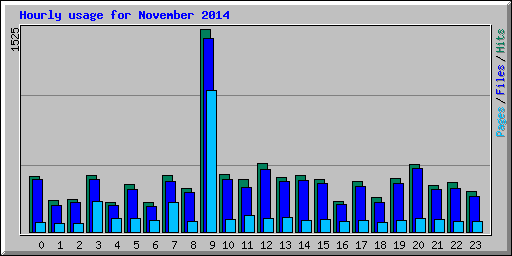 Hourly usage for November 2014
1525
Pages/Files/Hits
0 1 2 3 4 5 6 7 8 9 10 11 12 13 14 15 16 17 18 19 20 21 22 23